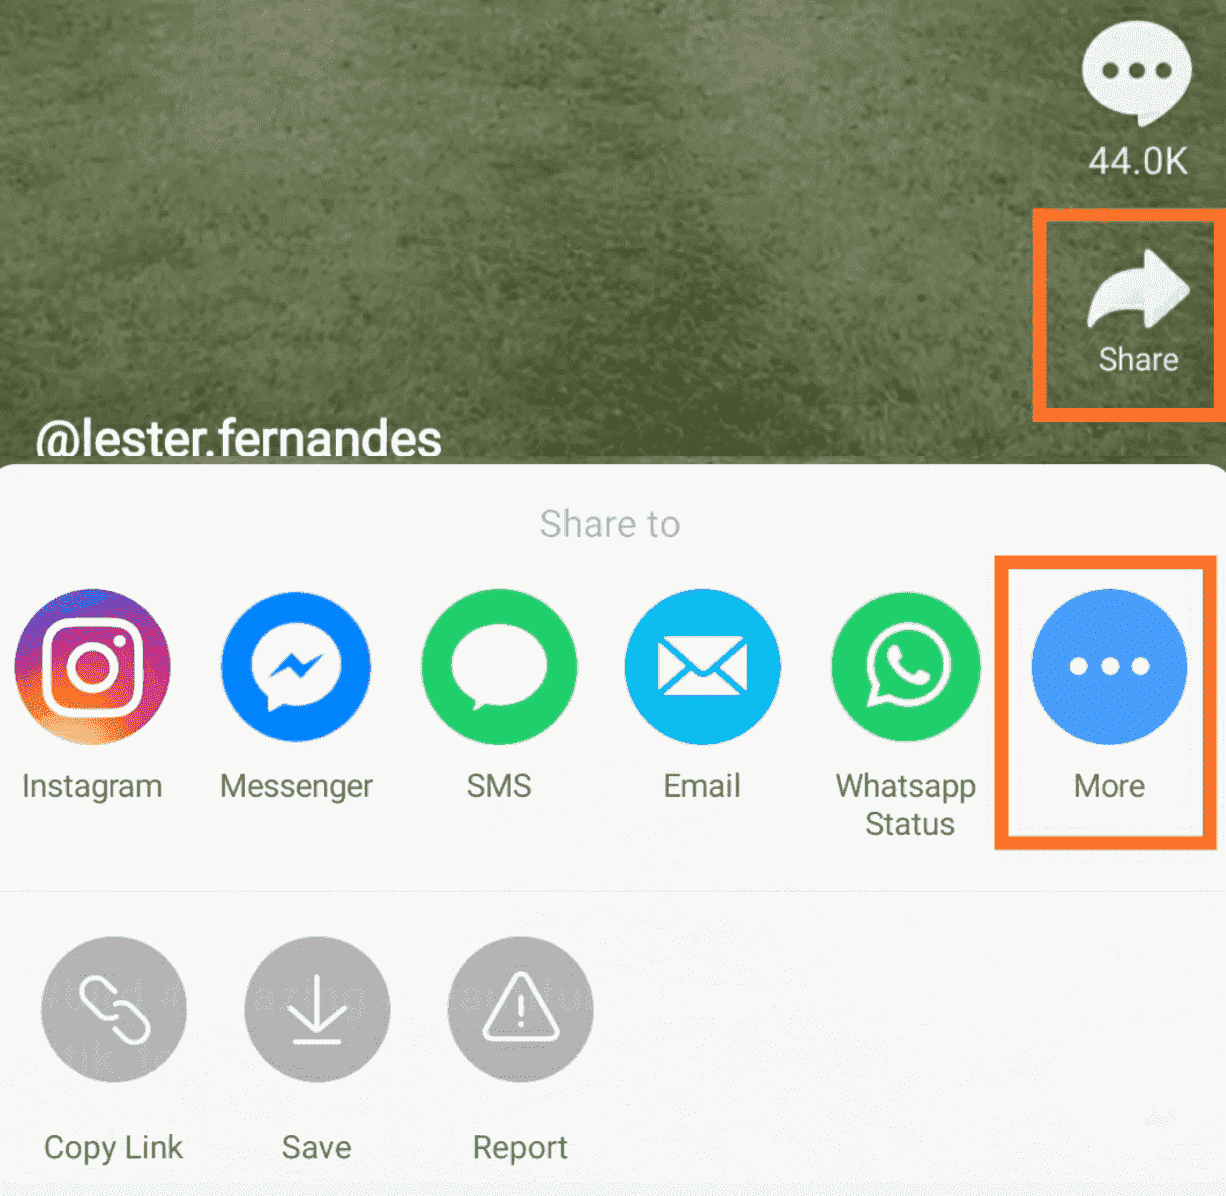 44.0K
Share
@lester.fernandes
Share to
Instagram
Messenger
SMS
Email
Whatsapp
Status
More
Copy Link
Save
Report